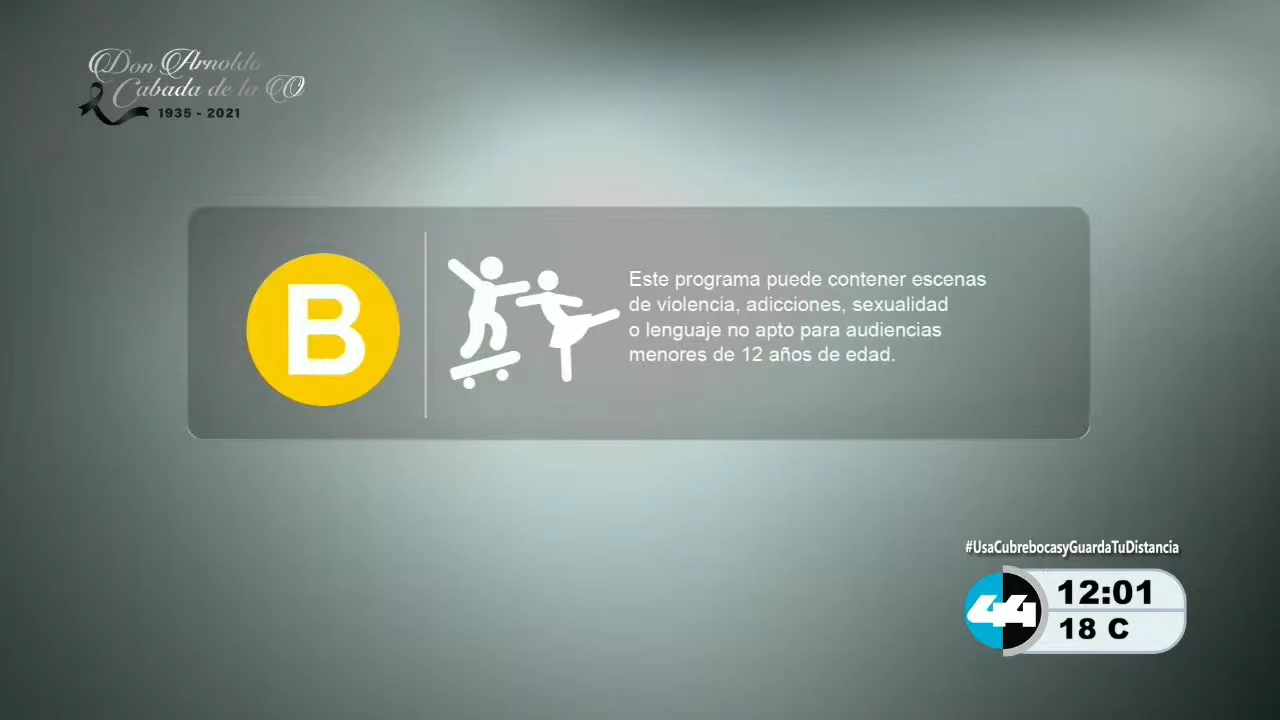 Don Arnoldo
Cabada de la O
1935 - 2021
B
Este programa puede contener escenas
de violencia, adicciones, sexualidad
o lenguaje no apto para audiencias
menores de 12 años de edad.
#UsaCubrebocasyGuardaTuDistancia
44
12:01
18 C